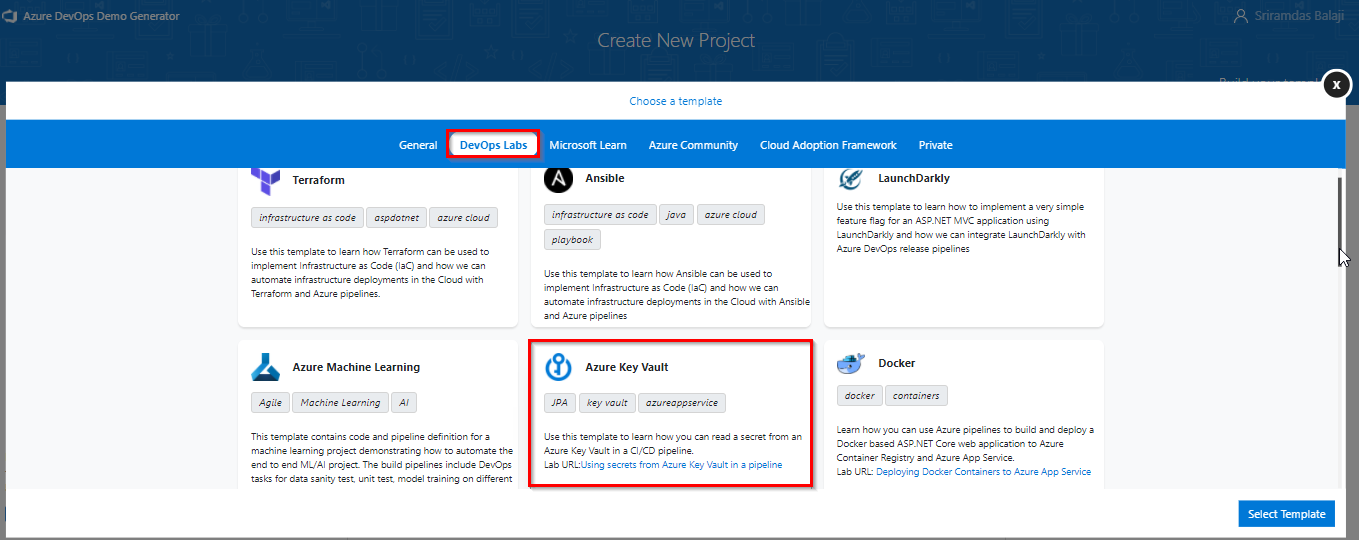 Azure DevOps Demo Generator
Sriramdas Balaji
Create New Project
X
Choose a template
General DevOps Labs Microsoft Learn Azure Community Cloud Adoption Framework Private
Terraform
infrastructure as code aspdotnet azure cloud
Use this template to learn how Terraform can be used to
implement Infrastructure as Code (IaC) and how we can
automate infrastructure deployments in the Cloud with
Terraform and Azure pipelines.
Ansible
infrastructure as code java azure cloud
playbook
Use this template to learn how Ansible can be used to
implement Infrastructure as Code (IaC) and how we can
automate infrastructure deployments in the Cloud with Ansible
and Azure pipelines
LaunchDarkly
Use this template to learn how to implement a very simple
feature flag for an ASP.NET MVC application using
LaunchDarkly and how we can integrate LaunchDarkly with
Azure DevOps release pipelines
Azure Machine Learning
Agile Machine Learning AI
This template contains code and pipeline definition for a
machine learning project demonstrating how to automate the
end to end ML/AI project. The build pipelines include DevOps
tasks for data sanity test, unit test, model training on different
Azure Key Vault
JPA key vault azureappservice
Use this template to learn how you can read a secret from an
Azure Key Vault in a CI/CD pipeline.
Lab URL:Using secrets from Azure Key Vault in a pipeline
Docker
docker containers
Learn how you can use Azure pipelines to build and deploy a
Docker based ASP.NET Core web application to Azure
Container Registry and Azure App Service.
Lab URL: Deploying Docker Containers to Azure App Service
Select Template